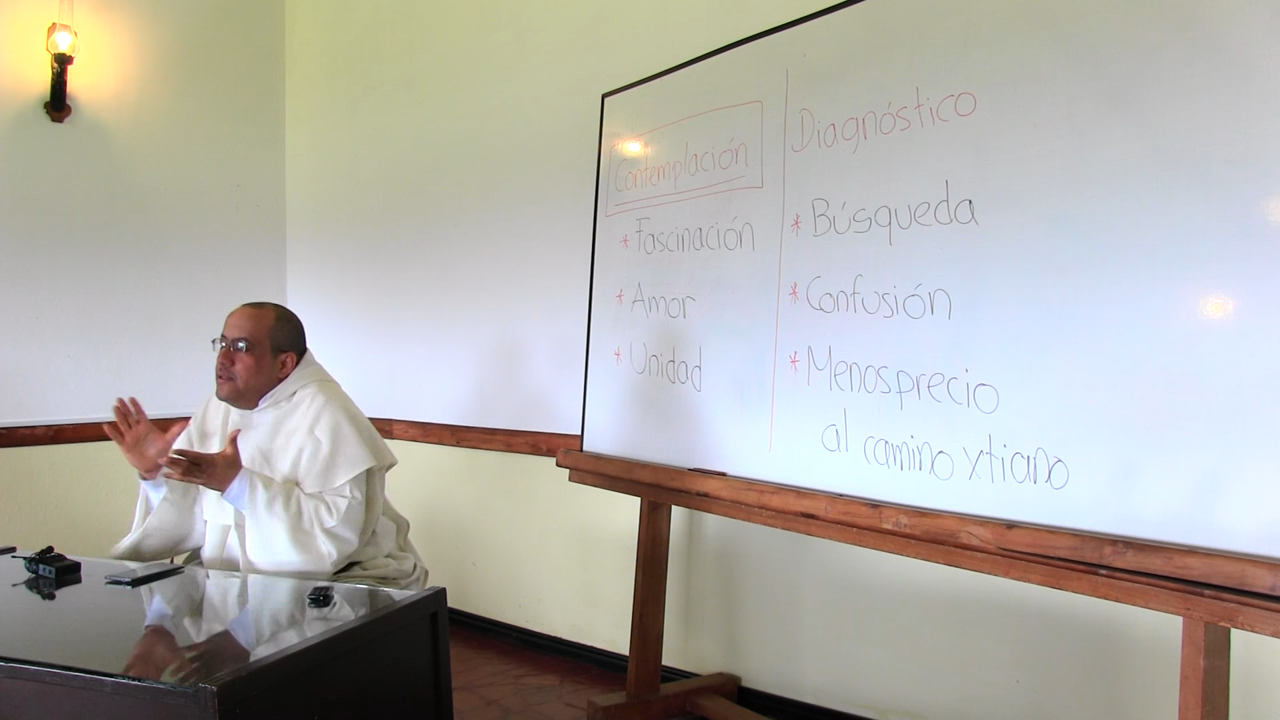 Contemplación
* Fascinación
* Amor
* Unidad
Diagnóstico
* Búsqueda
* Confusión
* Menosprecio
al camino xtiano